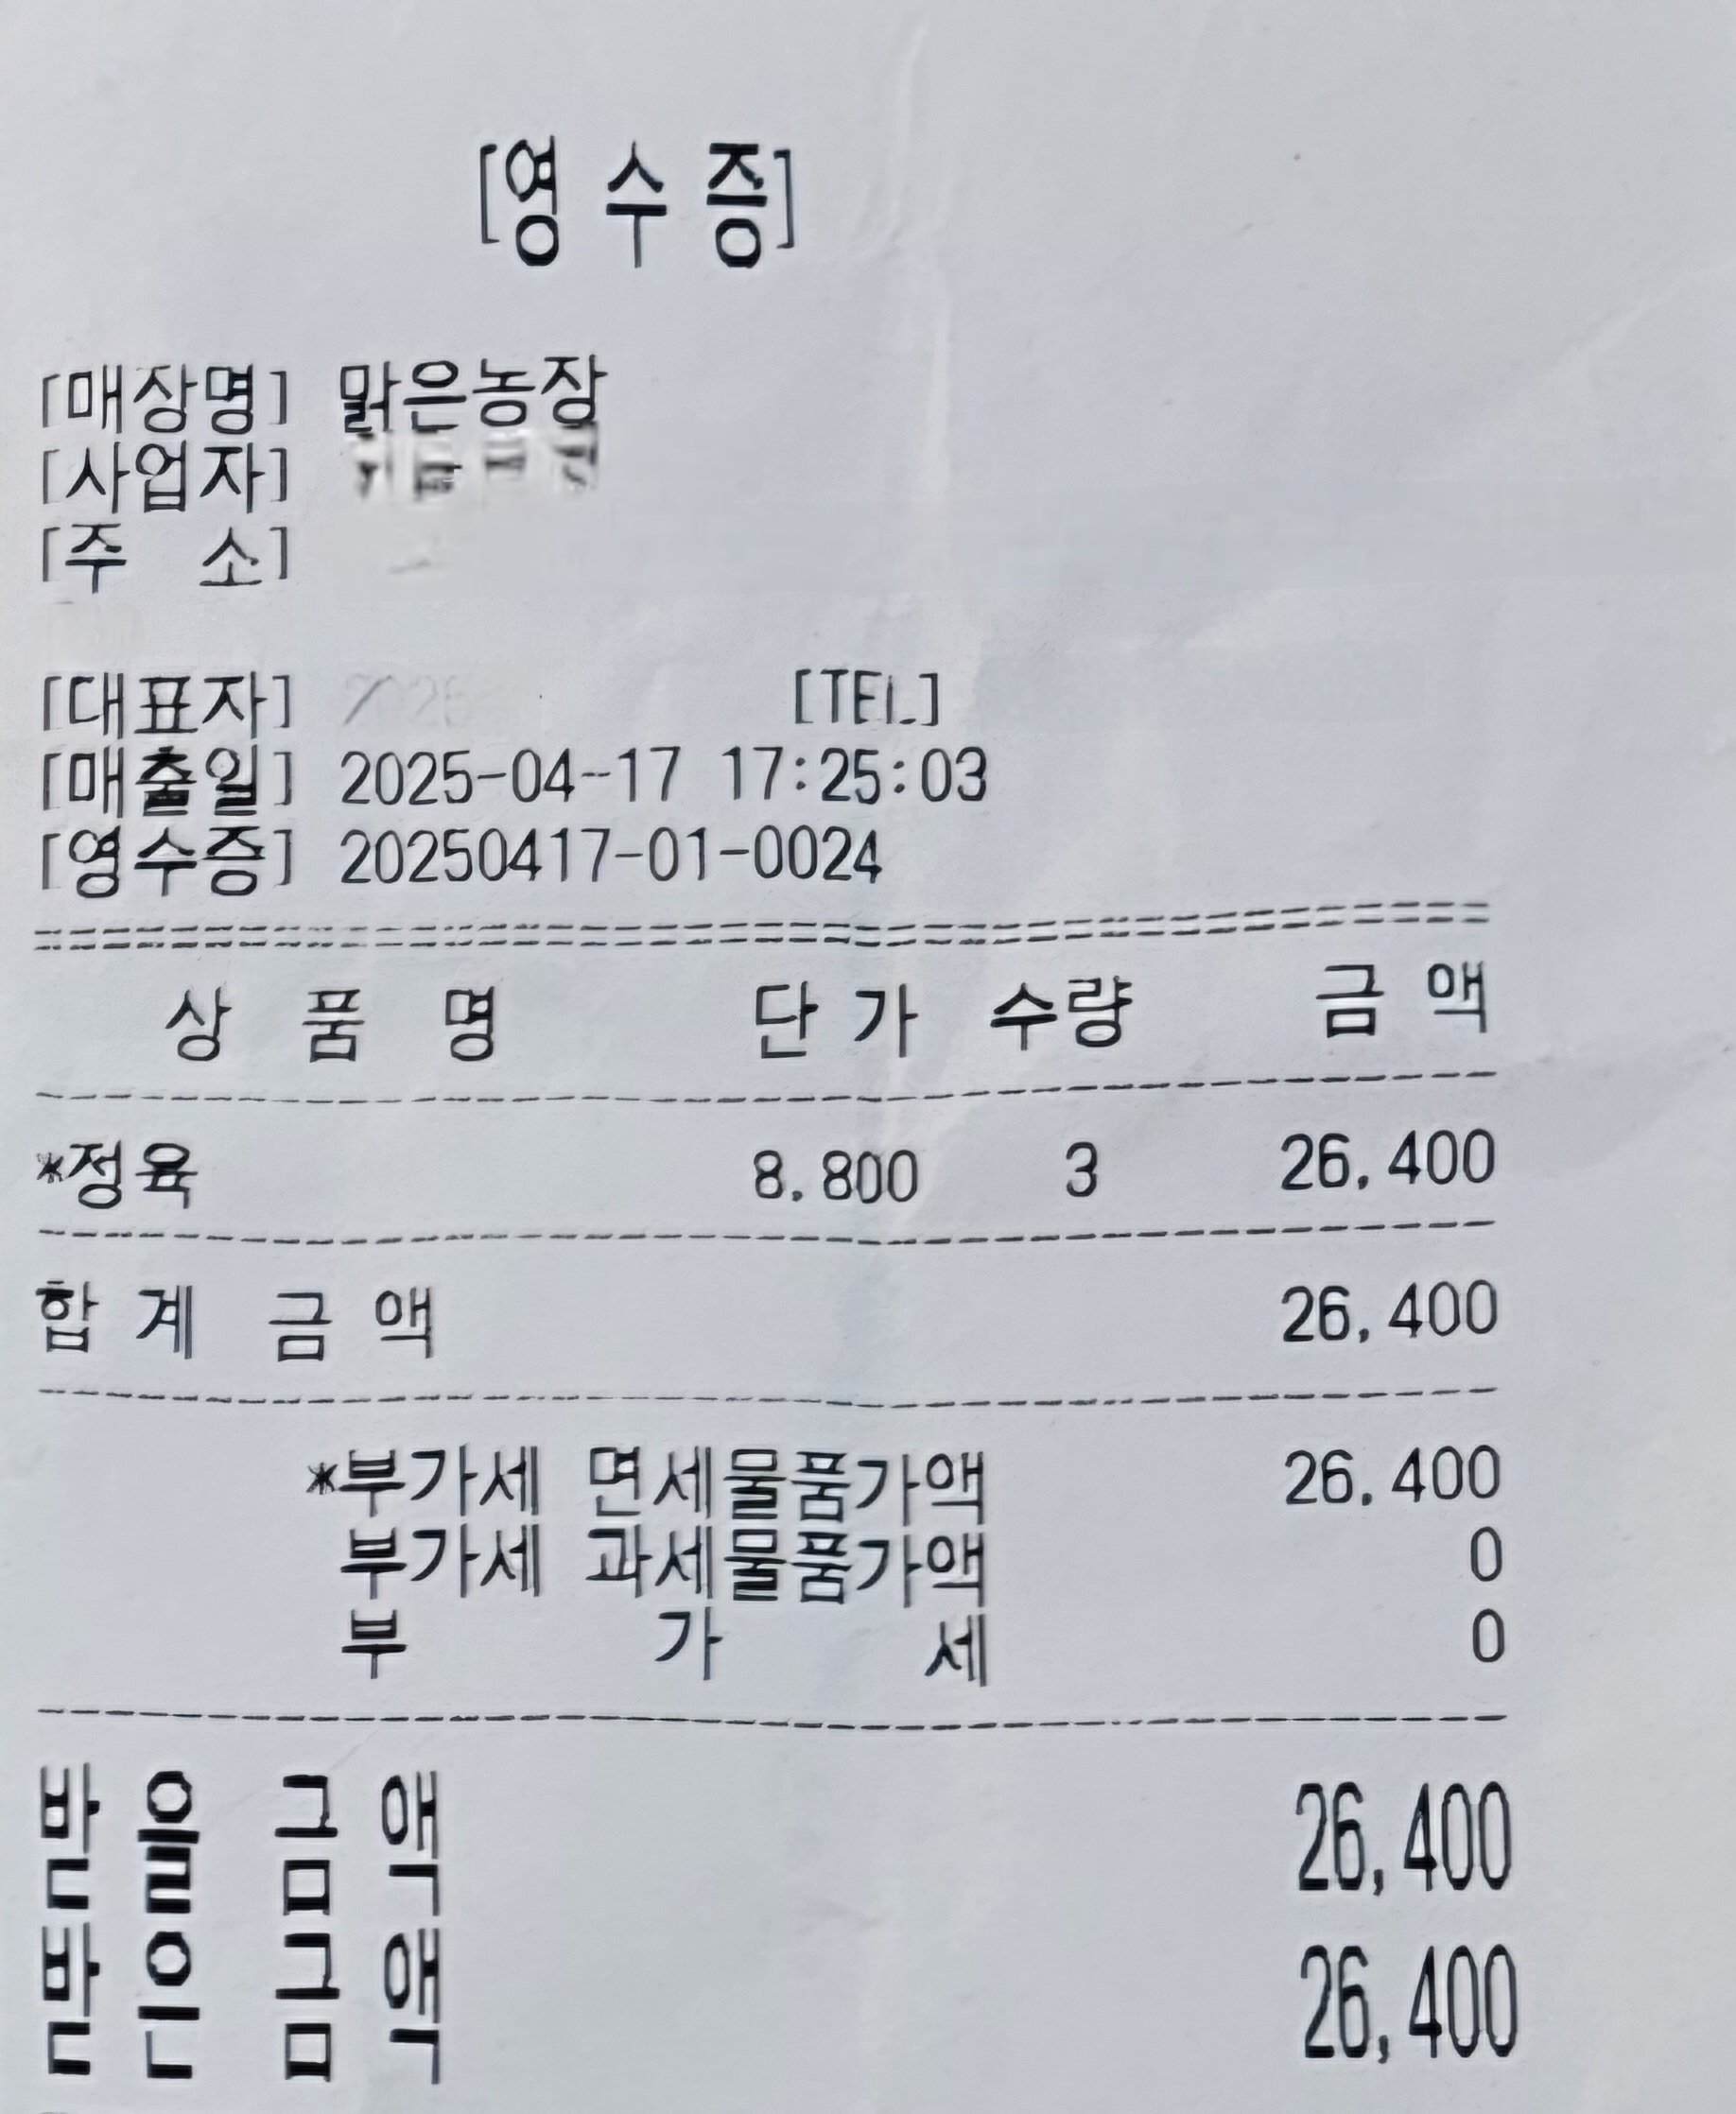 [영 수 증]
[매장명] 맑은농장
[사업자]
[주 소]
[대표자] [TEL]
[매출일] 2025-04-17 17:25:03
[영수증] 20250417-01-0024
상 품 명 단 가 수량 금 액
*정육 8,800 3 26,400
합 계 금 액 26,400
*부가세 면세물품가액 26,400
부가세 과세물품가액 0
부 가 세 0
받 을 금 액 26,400
받 은 금 액 26,400